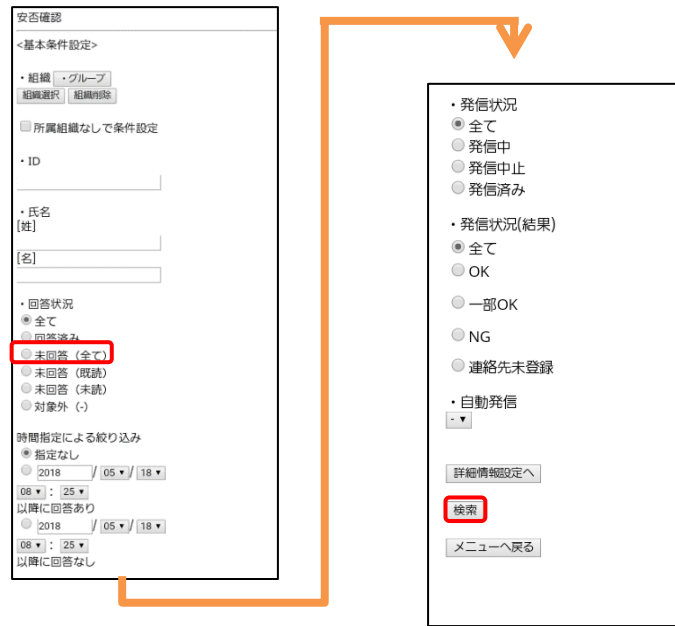 安否確認
<基本条件設定>
・組織 ・グループ
組織選択 組織削除
所属組織なしで条件設定
・ID
・氏名
[姓]
[名]
・回答状況
全て
回答済み
未回答（全て）
未回答（既読）
未回答（未読）
対象外（-）
時間指定による絞り込み
指定なし
2018 / 05 ▼ / 18 ▼
08 ▼ : 25 ▼
以降に回答あり
2018 / 05 ▼ / 18 ▼
08 ▼ : 25 ▼
以降に回答なし
・発信状況
全て
発信中
発信中止
発信済み
・発信状況(結果)
全て
OK
一部OK
NG
連絡先未登録
・自動発信
- ▼
詳細情報設定へ
検索
メニューへ戻る